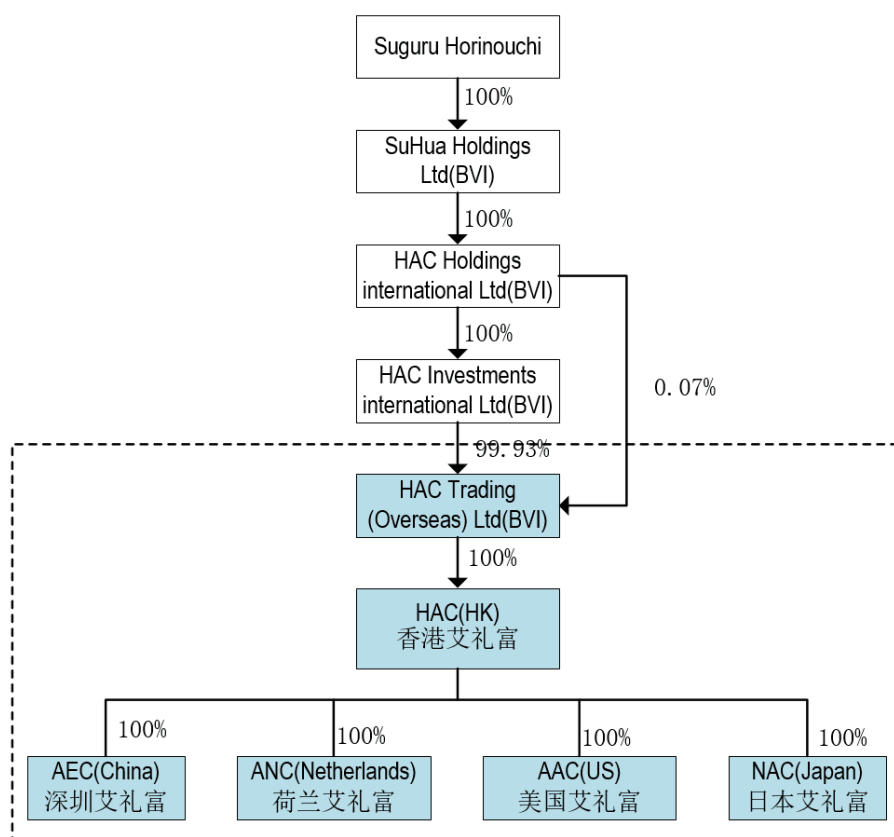 Suguru Horinouchi
100%
SuHua Holdings
Ltd(BVI)
100%
HAC Holdings
international Ltd(BVI)
100%
HAC Investments
international Ltd(BVI)
0.07%
99.93%
HAC Trading
(Overseas) Ltd(BVI)
100%
HAC(HK)
香港艾礼富
100%
100%
100%
100%
AEC(China)
深圳艾礼富
ANC(Netherlands)
荷兰艾礼富
AAC(US)
美国艾礼富
NAC(Japan)
日本艾礼富